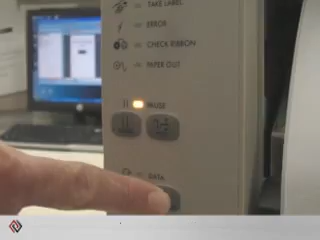 TAKE LABEL
ERROR
CHECK RIBBON
PAPER OUT
PAUSE
DATA